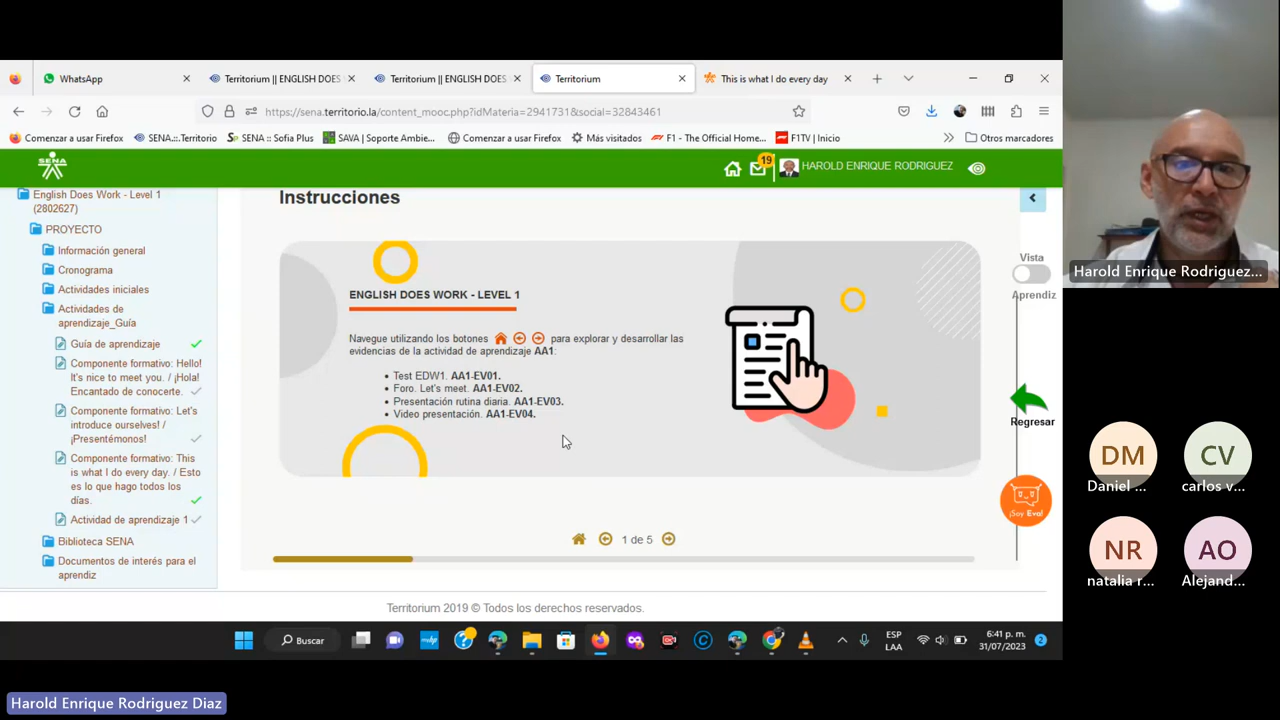 WhatsApp
Territorium || ENGLISH DOES
Territorium || ENGLISH DOES
Territorium
This is what I do every day
https://sena.territorio.la/content_mooc.php?idMateria=2941731&social=32843461
Comenzar a usar Firefox
SENA.::.Territorio
SENA :: Sofia Plus
SAVA | Soporte Ambie...
Comenzar a usar Firefox
Más visitados
F1 - The Official Home...
F1TV | Inicio
Otros marcadores
SENA
19
HAROLD ENRIQUE RODRIGUEZ
English Does Work - Level 1
(2802627)
PROYECTO
Información general
Cronograma
Actividades iniciales
Actividades de
aprendizaje_Guía
Guía de aprendizaje
Componente formativo: Hello!
It's nice to meet you. / ¡Hola!
Encantado de conocerte.
Componente formativo: Let's
introduce ourselves! /
¡Presentémonos!
Componente formativo: This
is what I do every day. / Esto
es lo que hago todos los
días.
Actividad de aprendizaje 1
Biblioteca SENA
Documentos de interés para el
aprendiz
Instrucciones
ENGLISH DOES WORK - LEVEL 1
Navegue utilizando los botones para explorar y desarrollar las
evidencias de la actividad de aprendizaje AA1:
• Test EDW1. AA1-EV01.
• Foro. Let's meet. AA1-EV02.
• Presentación rutina diaria. AA1-EV03.
• Video presentación. AA1-EV04.
1 de 5
Vista
Aprendiz
Regresar
¡Soy Eva!
Territorium 2019 © Todos los derechos reservados.
Buscar
ESP
LAA
6:41 p. m.
31/07/2023
2
Harold Enrique Rodriguez...
DM
Daniel ...
CV
carlos v...
NR
natalia r...
AO
Alejand...
Harold Enrique Rodriguez Diaz